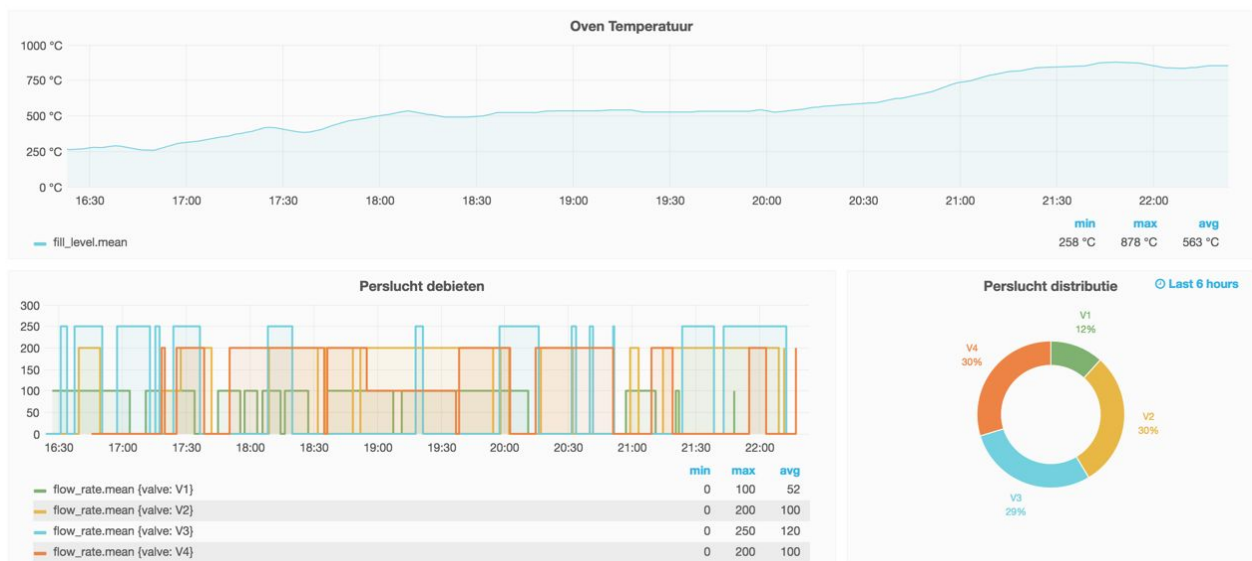 Oven Temperatuur
1000 °C
750 °C
500 °C
250 °C
0 °C
16:30 17:00 17:30 18:00 18:30 19:00 19:30 20:00 20:30 21:00 21:30 22:00
min max avg
fill_level.mean 258 °C 878 °C 563 °C
Perslucht debieten
300
250
200
150
100
50
0
16:30 17:00 17:30 18:00 18:30 19:00 19:30 20:00 20:30 21:00 21:30 22:00
min max avg
flow_rate.mean {valve: V1} 0 100 52
flow_rate.mean {valve: V2} 0 200 100
flow_rate.mean {valve: V3} 0 250 120
flow_rate.mean {valve: V4} 0 200 100
Perslucht distributie Last 6 hours
V1
12%
V4
30%
V2
30%
V3
29%